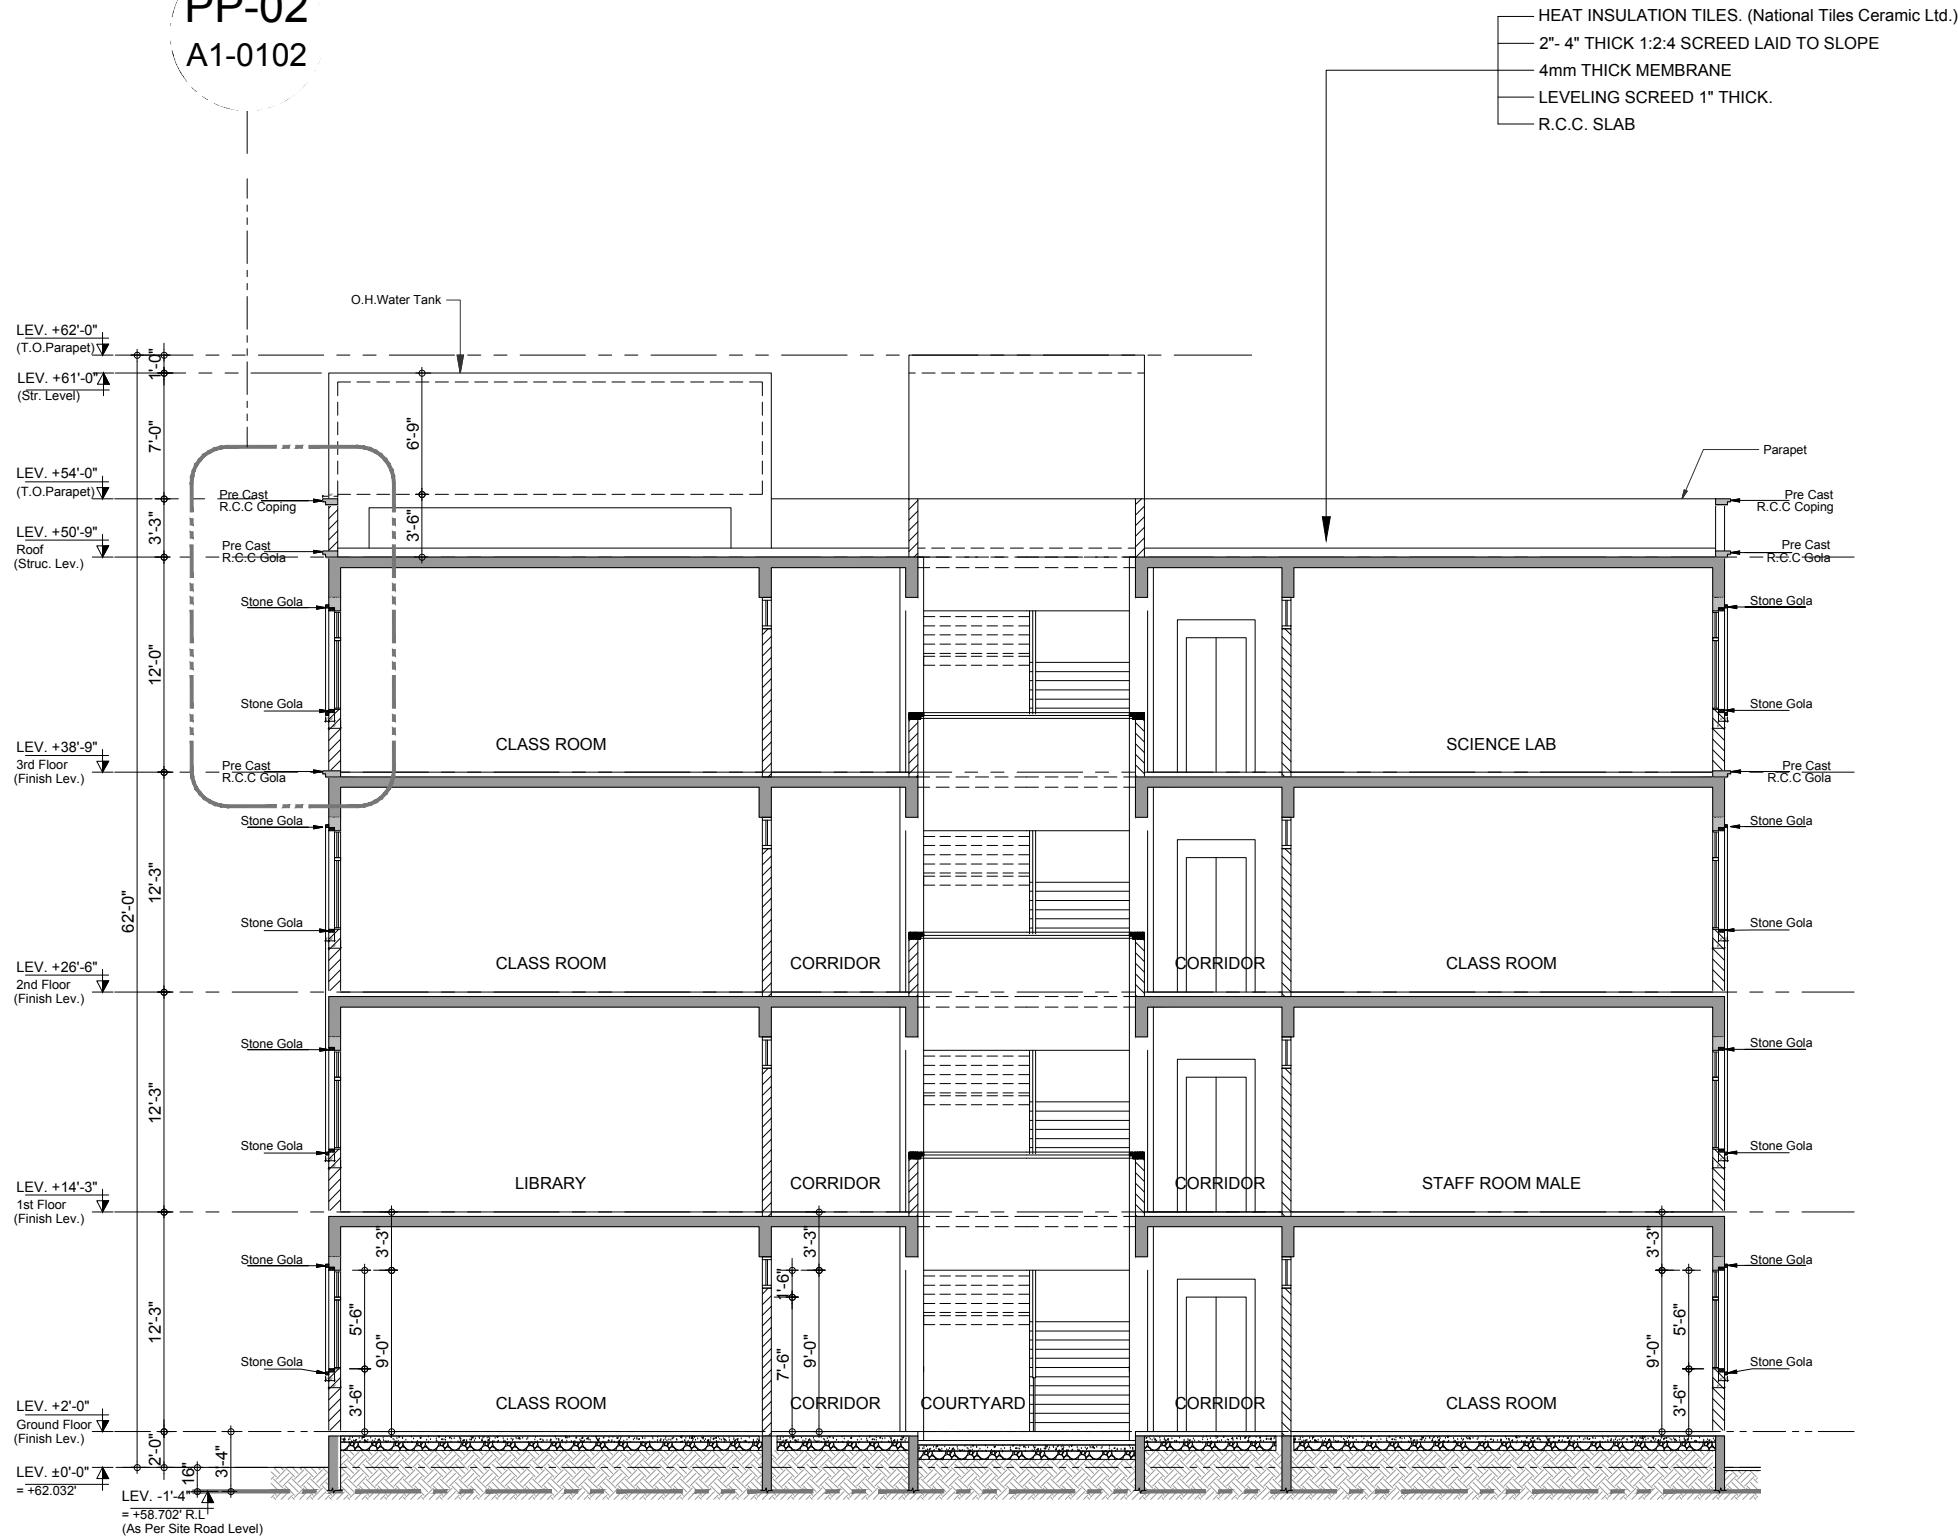 PP-02
A1-0102
HEAT INSULATION TILES. (National Tiles Ceramic Ltd.)
2"- 4" THICK 1:2:4 SCREED LAID TO SLOPE
4mm THICK MEMBRANE
LEVELING SCREED 1" THICK.
R.C.C. SLAB
O.H.Water Tank
LEV. +62'-0"
(T.O.Parapet)
1'-0"
LEV. +61'-0"
(Str. Level)
7'-0"
6'-9"
Parapet
LEV. +54'-0"
(T.O.Parapet)
Pre Cast
R.C.C Coping
Pre Cast
R.C.C Coping
3'-3"
3'-6"
LEV. +50'-9"
Roof
(Struc. Lev.)
Pre Cast
R.C.C Gola
Pre Cast
R.C.C Gola
Stone Gola
Stone Gola
12'-0"
Stone Gola
Stone Gola
CLASS ROOM
SCIENCE LAB
LEV. +38'-9"
3rd Floor
(Finish Lev.)
Pre Cast
R.C.C Gola
Pre Cast
R.C.C Gola
Stone Gola
Stone Gola
12'-3"
62'-0"
Stone Gola
Stone Gola
CLASS ROOM
CORRIDOR
CORRIDOR
CLASS ROOM
LEV. +26'-6"
2nd Floor
(Finish Lev.)
Stone Gola
Stone Gola
12'-3"
Stone Gola
Stone Gola
LIBRARY
CORRIDOR
CORRIDOR
STAFF ROOM MALE
LEV. +14'-3"
1st Floor
(Finish Lev.)
3'-3"
3'-3"
3'-3"
Stone Gola
Stone Gola
12'-3"
5'-6"
9'-0"
1'-6"
7'-6"
9'-0"
9'-0"
5'-6"
Stone Gola
Stone Gola
3'-6"
3'-6"
CLASS ROOM
CORRIDOR
COURTYARD
CORRIDOR
CLASS ROOM
LEV. +2'-0"
Ground Floor
(Finish Lev.)
2'-0"
3'-4"
16"
LEV. ±0'-0"
= +62.032'
LEV. -1'-4"
= +58.702' R.L
(As Per Site Road Level)